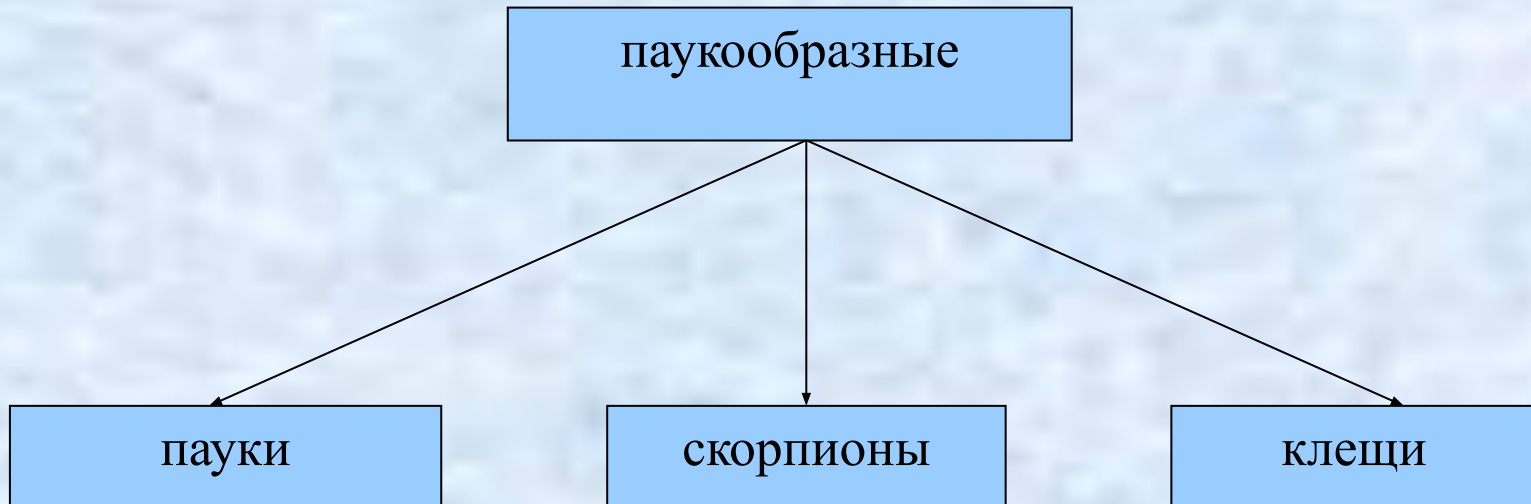 паукообразные
пауки
скорпионы
клещи